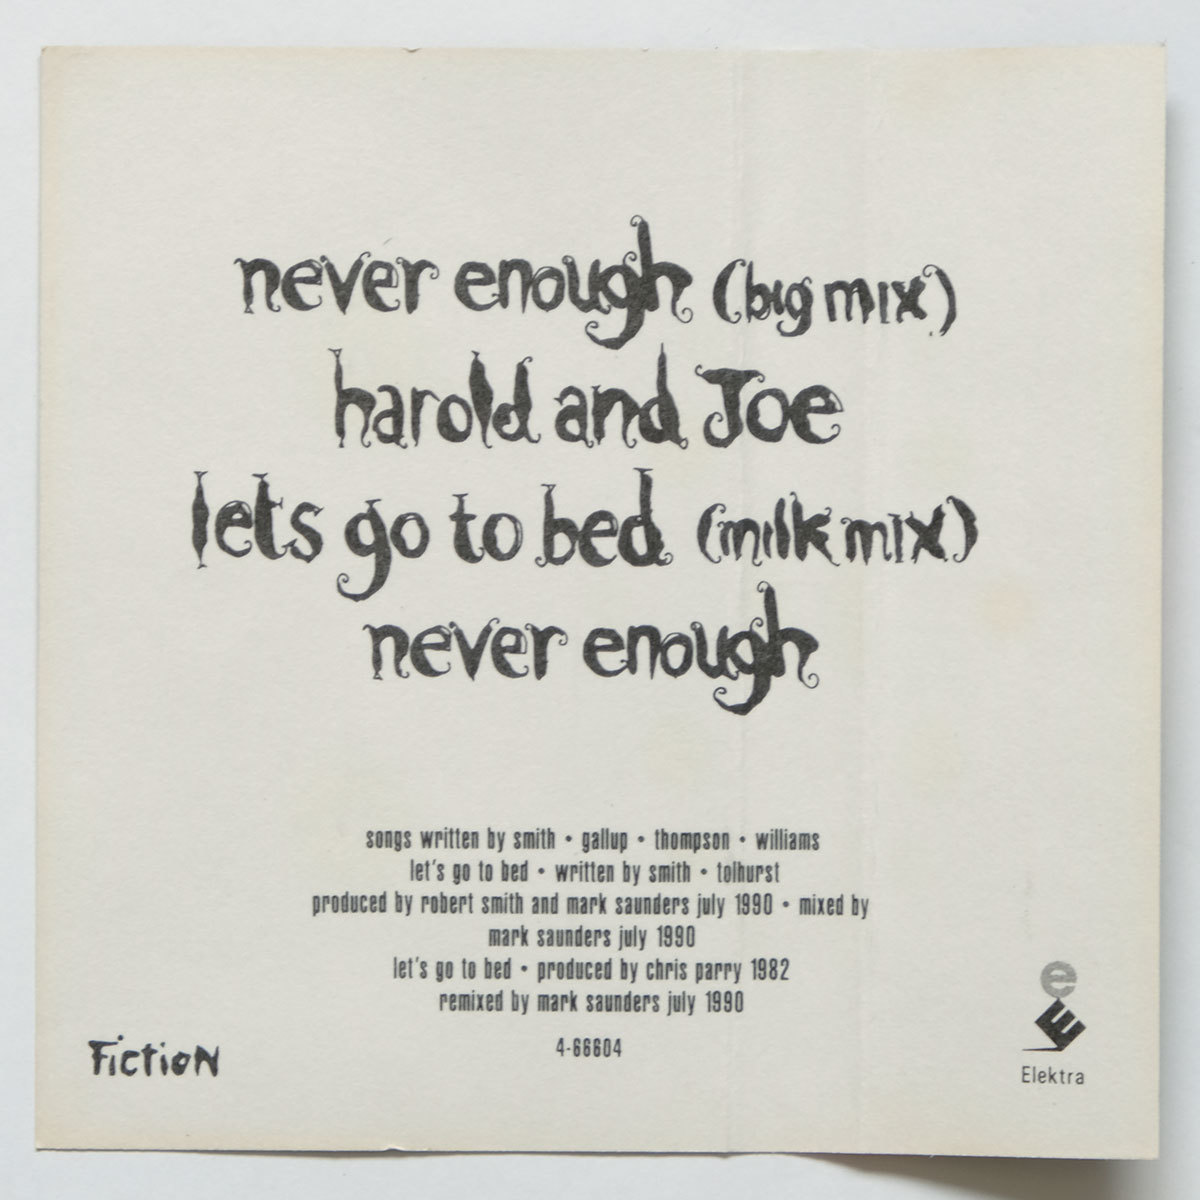 never enough (big mix)
harold and Joe
lets go to bed (milk mix)
never enough
songs written by smith • gallup • thompson • williams
let's go to bed • written by smith • tolhurst
produced by robert smith and mark saunders july 1990 • mixed by
mark saunders july 1990
let's go to bed • produced by chris parry 1982
remixed by mark saunders july 1990
4-66604
Fiction
e
E
Elektra